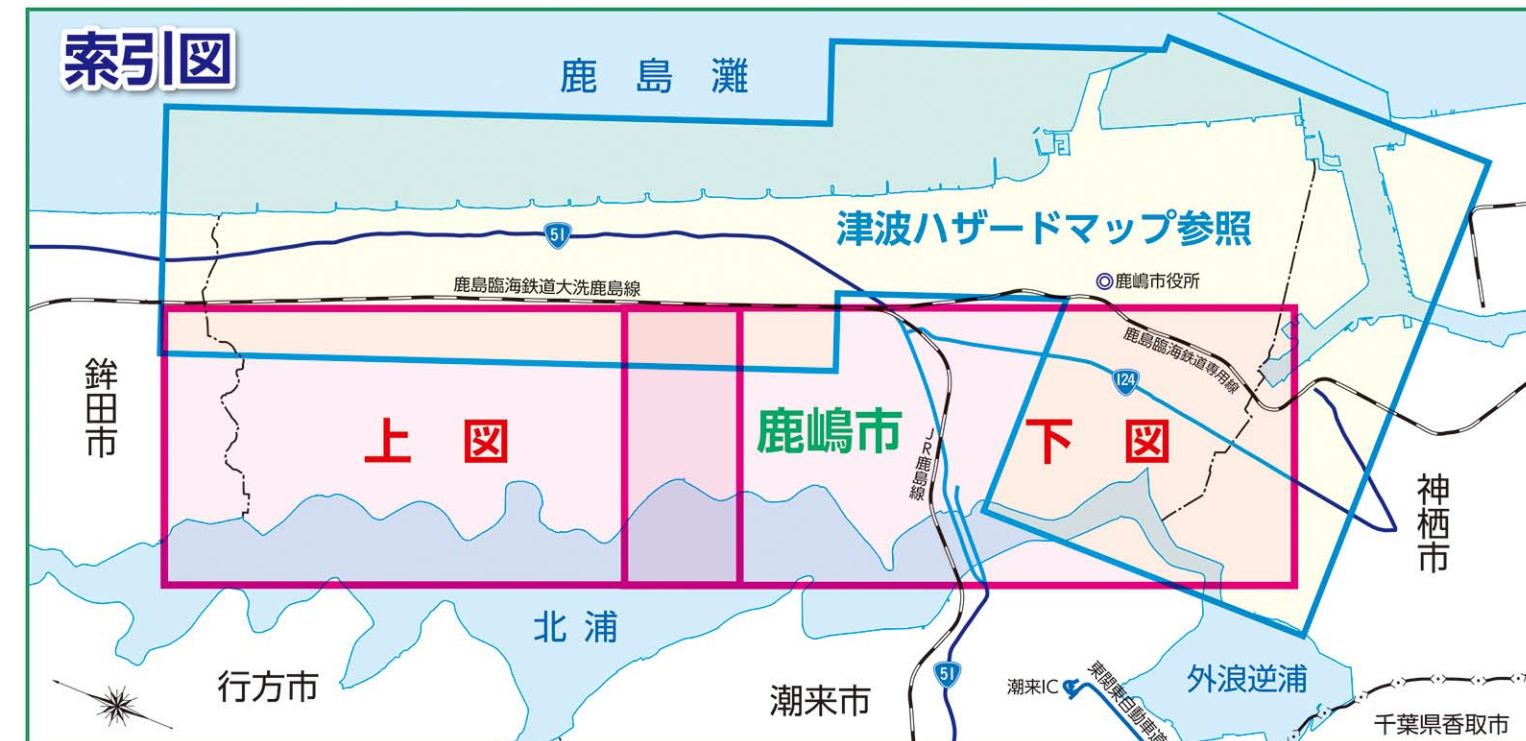 索引図
鹿島灘
51
津波ハザードマップ参照
鹿島臨海鉄道大洗鹿島線
鹿嶋市役所
鹿島臨海鉄道専用線
124
鉾田市
上図
鹿嶋市
下図
JR鹿島線
神栖市
北浦
行方市
潮来市
51
潮来IC
東関東自動車道
外浪逆浦
千葉県香取市